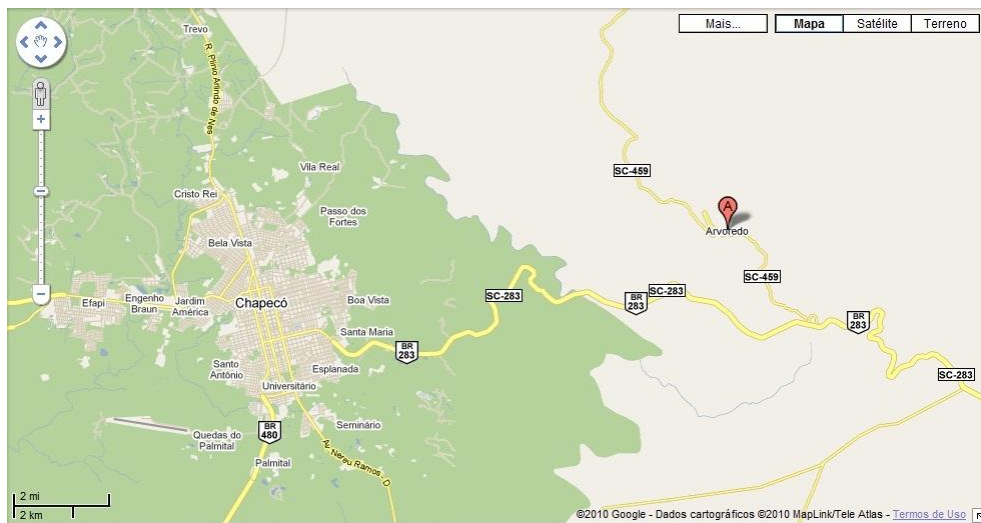 Mais...
Mapa
Satélite
Terreno
Trevo
R. Plínio Arlindo de Nes
SC-459
Vila Real
Cristo Rei
Passo dos
Fortes
Arvoredo
A
Bela Vista
SC-459
SC-283
SC-283
BR
283
Efapi
Engenho
Braun
Jardim
América
Chapecó
Boa Vista
BR
283
Santa Maria
BR
283
Santo
Antônio
Esplanada
SC-283
Universitário
BR
480
Seminário
Quedas do
Palmital
Av. Nereu Ramos - D
Palmital
2 mi
2 km
©2010 Google - Dados cartográficos ©2010 MapLink/Tele Atlas - Termos de Uso